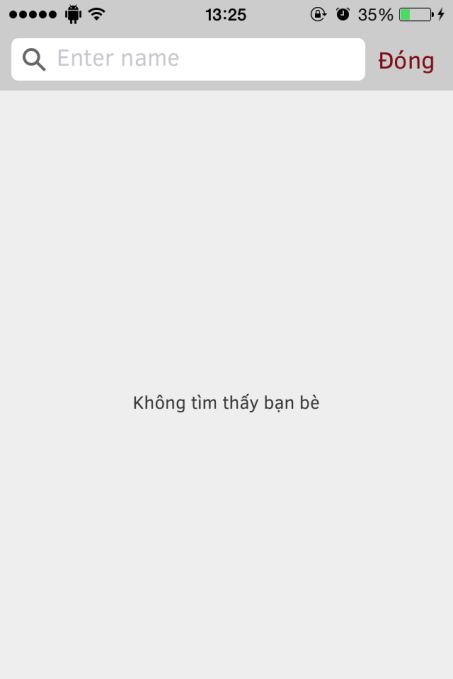 13:25 35%
Enter name Đóng
Không tìm thấy bạn bè